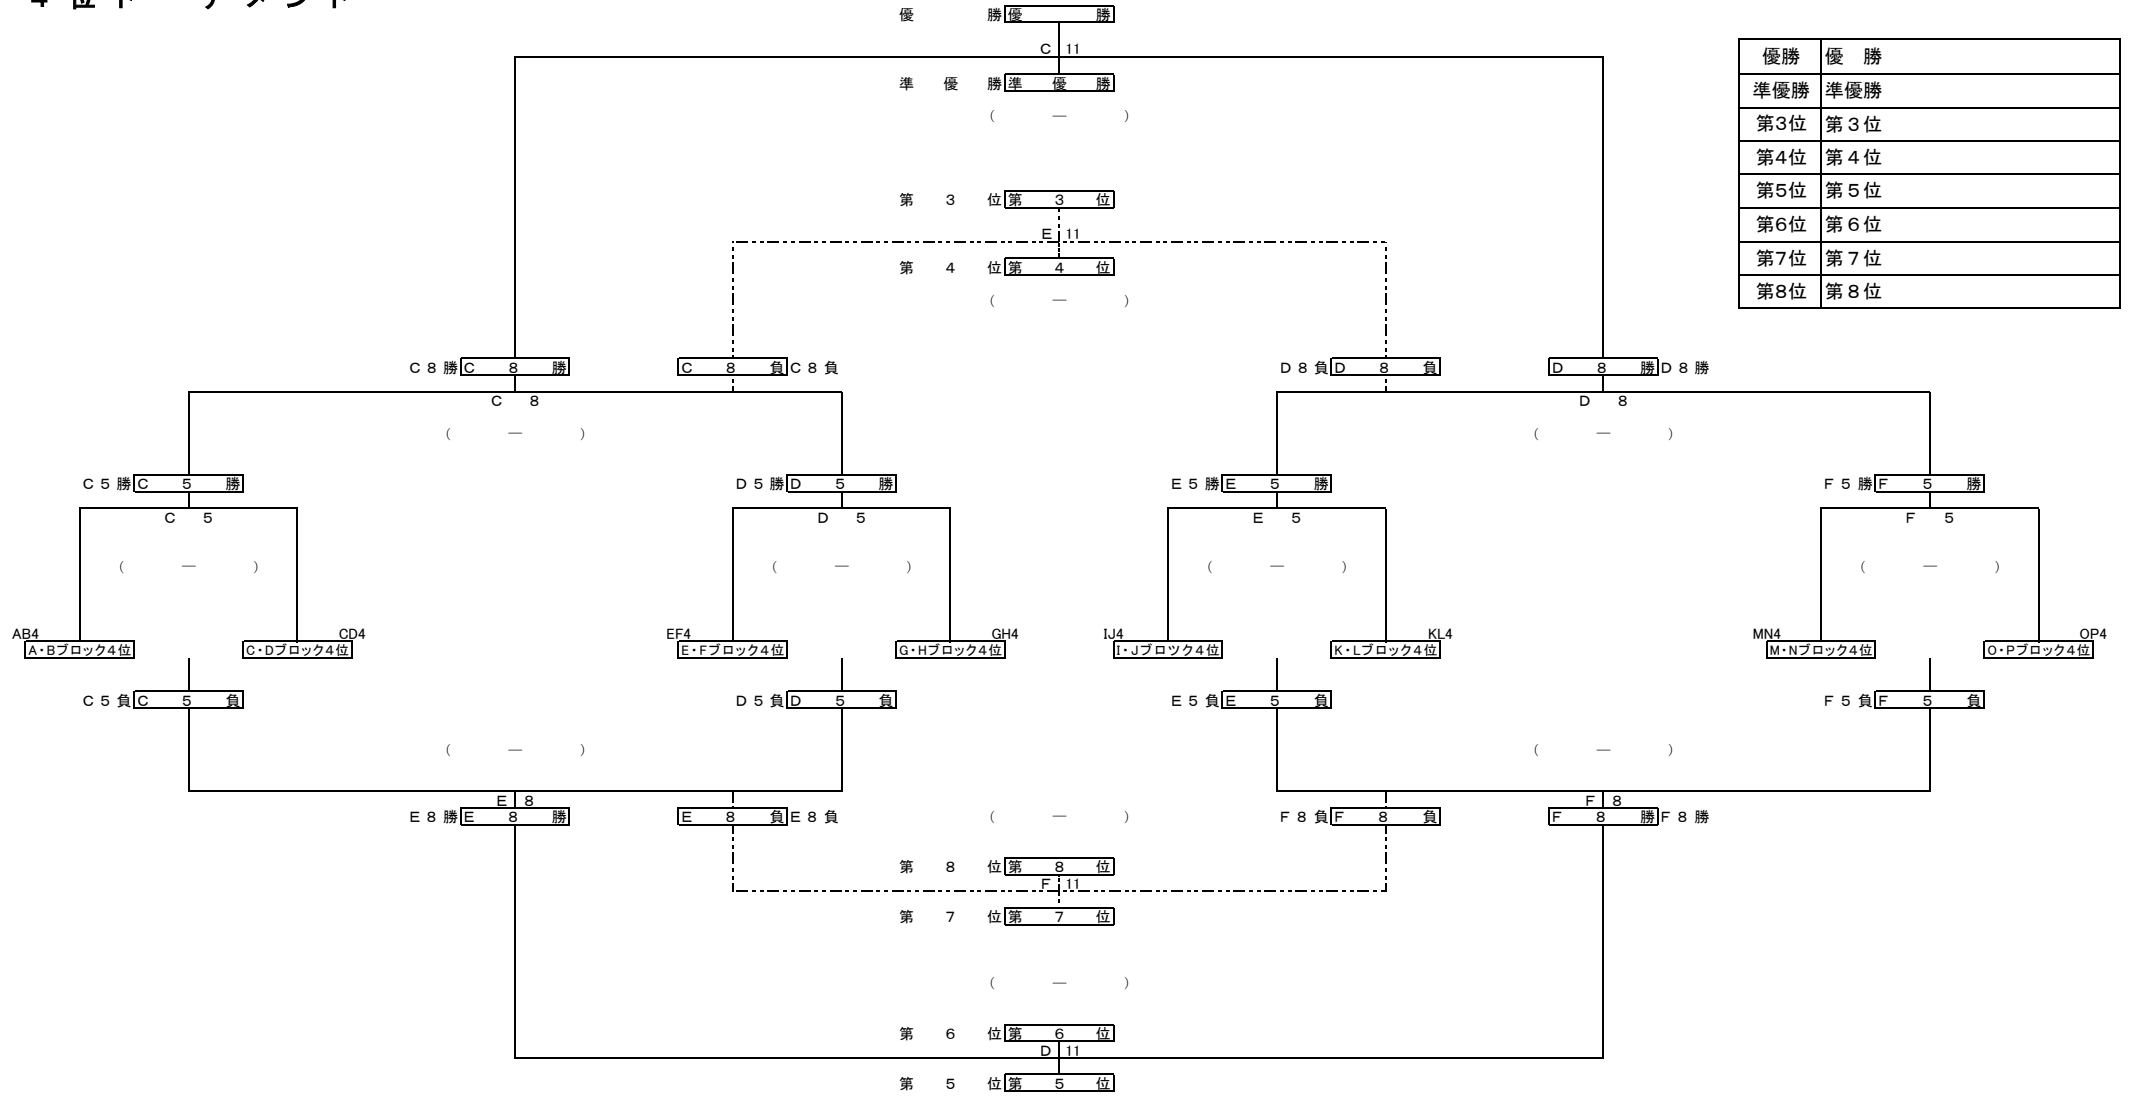 ４位トーナメント
優　　　勝 優　　　勝
C 11
準　優　勝 準　優　勝
（　　―　　）
優勝 優　勝
準優勝 準優勝
第3位 第３位
第4位 第４位
第5位 第５位
第6位 第６位
第7位 第７位
第8位 第８位
第　３　位 第　３　位
E 11
第　４　位 第　４　位
（　　―　　）
Ｃ８勝 Ｃ　８　勝 Ｃ　８　負 Ｃ８負 Ｄ８負 Ｄ　８　負 Ｄ　８　勝 Ｄ８勝
Ｃ　８ Ｄ　８
（　　―　　） （　　―　　）
Ｃ５勝 Ｃ　５　勝 Ｄ５勝 Ｄ　５　勝 Ｅ５勝 Ｅ　５　勝 Ｆ５勝 Ｆ　５　勝
Ｃ　５ Ｄ　５ Ｅ　５ Ｆ　５
（　　―　　） （　　―　　） （　　―　　） （　　―　　）
AB4 CD4 EF4 GH4 IJ4 KL4 MN4 OP4
A・Bブロック４位 C・Dブロック４位 E・Fブロック４位 G・Hブロック４位 I・Jブロツク４位 K・Lブロック４位 M・Nブロック４位 O・Pブロック４位
Ｃ５負 Ｃ　５　負 Ｄ５負 Ｄ　５　負 Ｅ５負 Ｅ　５　負 Ｆ５負 Ｆ　５　負
（　　―　　） （　　―　　）
E 8 F 8
Ｅ８勝 Ｅ　８　勝 Ｅ　８　負 Ｅ８負 （　　―　　） Ｆ８負 Ｆ　８　負 Ｆ　８　勝 Ｆ８勝
第　８　位 第　８　位
F 11
第　７　位 第　７　位
（　　―　　）
第　６　位 第　６　位
D 11
第　５　位 第　５　位